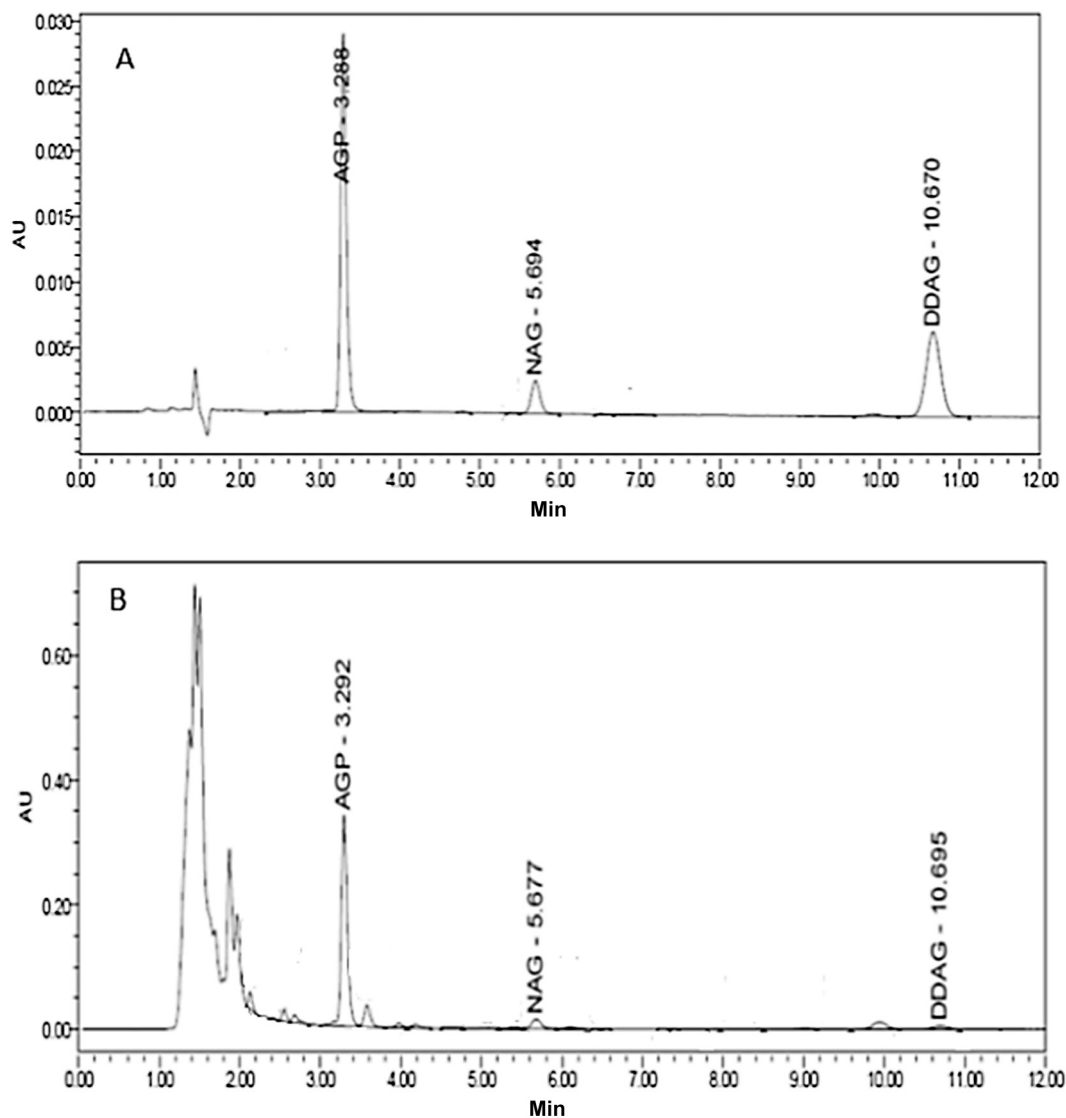 A
0.030
0.025
0.020
0.015
0.010
0.005
0.000
AU
AGP - 3.288
NAG - 5.694
DDAG - 10.670
0.00 1.00 2.00 3.00 4.00 5.00 6.00 7.00 8.00 9.00 10.00 11.00 12.00
Min
B
0.60
0.40
0.20
0.00
AU
AGP - 3.292
NAG - 5.677
DDAG - 10.695
0.00 1.00 2.00 3.00 4.00 5.00 6.00 7.00 8.00 9.00 10.00 11.00 12.00
Min